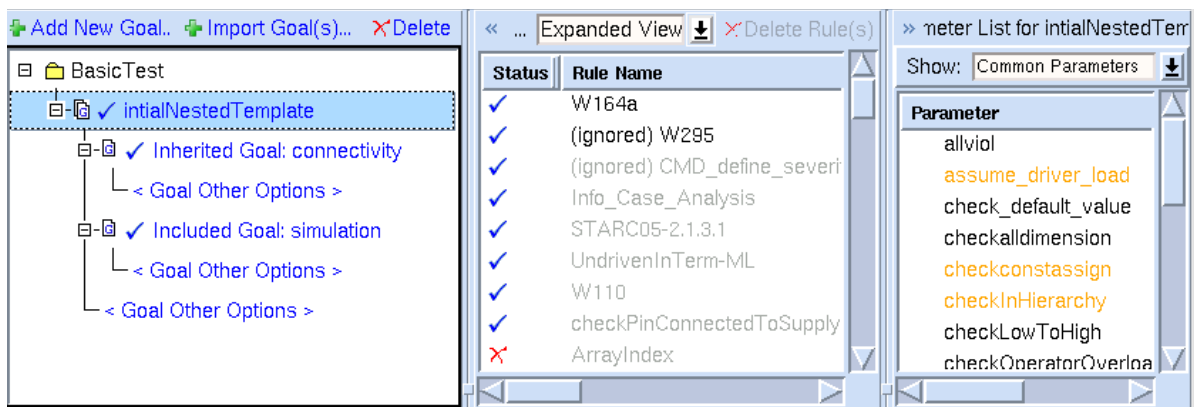 Add New Goal.. Import Goal(s)... Delete
BasicTest
intialNestedTemplate
Inherited Goal: connectivity
< Goal Other Options >
Included Goal: simulation
< Goal Other Options >
< Goal Other Options >
« ... Expanded View Delete Rule(s)
Status Rule Name
W164a
(ignored) W295
(ignored) CMD_define_severit
Info_Case_Analysis
STARC05-2.1.3.1
UndrivenInTerm-ML
W110
checkPinConnectedToSupply
ArrayIndex
» meter List for intialNestedTem
Show: Common Parameters
Parameter
allviol
assume_driver_load
check_default_value
checkalldimension
checkconstassign
checkInHierarchy
checkLowToHigh
checkOperatorOverloa